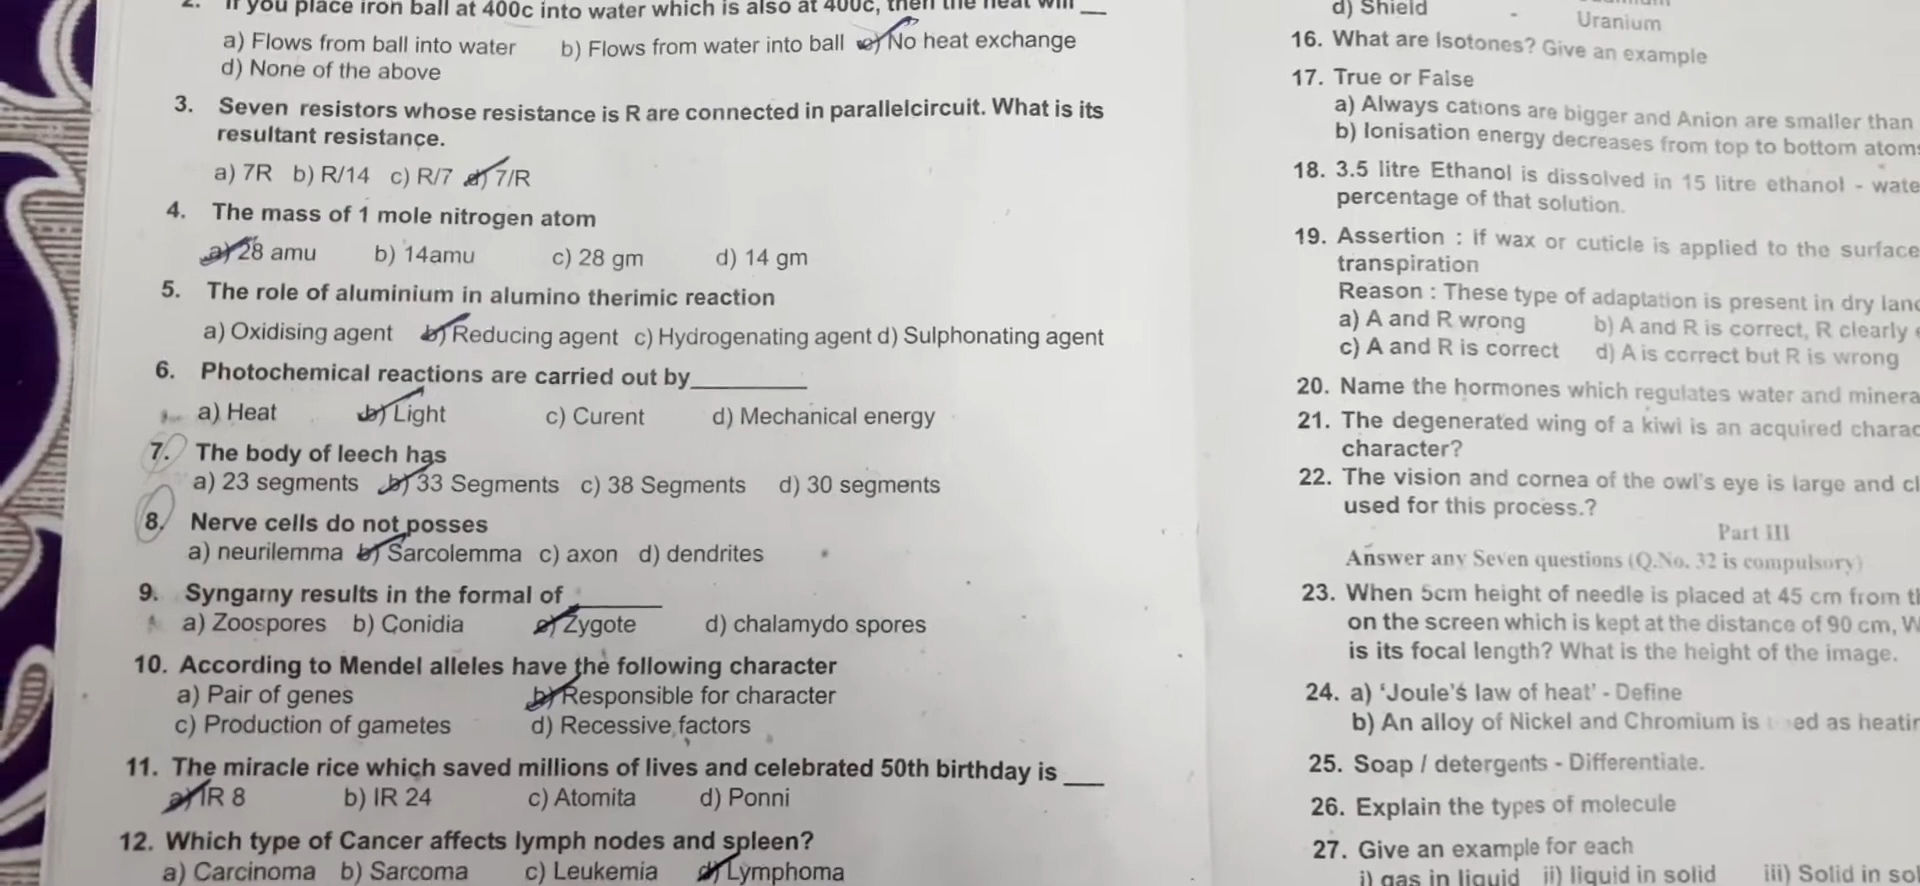 2. If you place iron ball at 400c into water which is also at 400c, then the heat will __
a) Flows from ball into water b) Flows from water into ball c) No heat exchange
d) None of the above
3. Seven resistors whose resistance is R are connected in parallelcircuit. What is its
resultant resistance.
a) 7R b) R/14 c) R/7 d) 7/R
4. The mass of 1 mole nitrogen atom
a) 28 amu b) 14amu c) 28 gm d) 14 gm
5. The role of aluminium in alumino therimic reaction
a) Oxidising agent b) Reducing agent c) Hydrogenating agent d) Sulphonating agent
6. Photochemical reactions are carried out by________
a) Heat b) Light c) Curent d) Mechanical energy
7. The body of leech has
a) 23 segments b) 33 Segments c) 38 Segments d) 30 segments
8. Nerve cells do not posses
a) neurilemma b) Sarcolemma c) axon d) dendrites
9. Syngamy results in the formal of ______
a) Zoospores b) Conidia c) Zygote d) chalamydo spores
10. According to Mendel alleles have the following character
a) Pair of genes b) Responsible for character
c) Production of gametes d) Recessive factors
11. The miracle rice which saved millions of lives and celebrated 50th birthday is ___
a) IR 8 b) IR 24 c) Atomita d) Ponni
12. Which type of Cancer affects lymph nodes and spleen?
a) Carcinoma b) Sarcoma c) Leukemia d) Lymphoma
d) Shield
Uranium
16. What are Isotones? Give an example
17. True or False
a) Always cations are bigger and Anion are smaller than
b) Ionisation energy decreases from top to bottom
18. 3.5 litre Ethanol is dissolved in 15 litre ethanol -
percentage of that solution.
19. Assertion : if wax or cuticle is applied to the surface
transpiration
Reason : These type of adaptation is present in dry
a) A and R wrong b) A and R is correct, R clearly
c) A and R is correct d) A is correct but R is wrong
20. Name the hormones which regulates water and
21. The degenerated wing of a kiwi is an acquired
character?
22. The vision and cornea of the owl's eye is large and
used for this process.?
Part III
Answer any Seven questions (Q.No. 32 is compulsory)
23. When 5cm height of needle is placed at 45 cm from
on the screen which is kept at the distance of 90 cm,
is its focal length? What is the height of the image.
24. a) 'Joule's law of heat' - Define
b) An alloy of Nickel and Chromium is as
25. Soap / detergents - Differentiate.
26. Explain the types of molecule
27. Give an example for each
i) gas in liquid ii) liquid in solid iii) Solid in